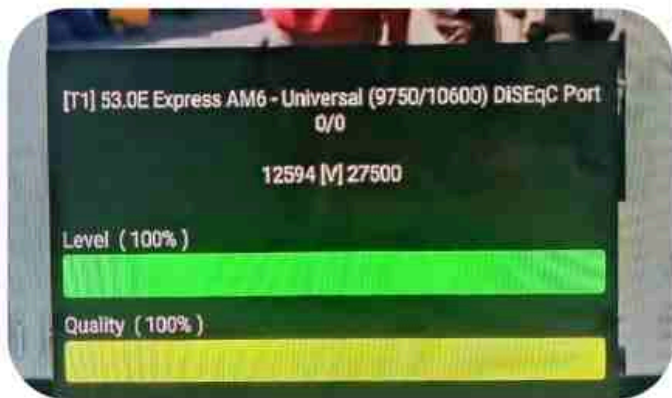 [T1] 53.0E Express AM6 - Universal (9750/10600) DiSEqC Port
0/0
12594 [V] 27500
Level ( 100% )
Quality ( 100% )